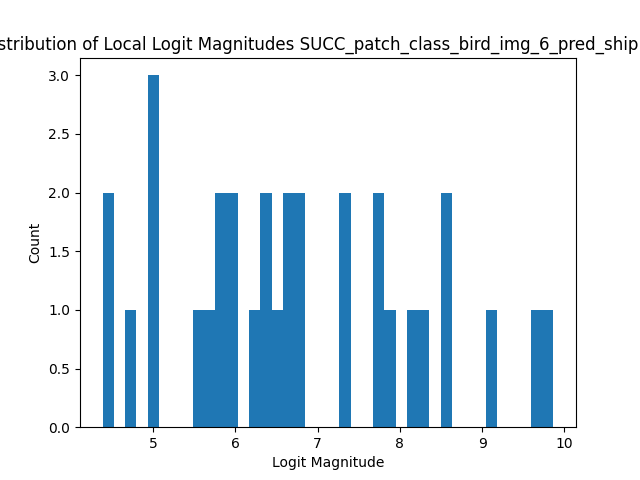 stribution of Local Logit Magnitudes SUCC_patch_class_bird_img_6_pred_ship
3.0
2.5
2.0
1.5
1.0
0.5
0.0
Count
5 6 7 8 9 10
Logit Magnitude